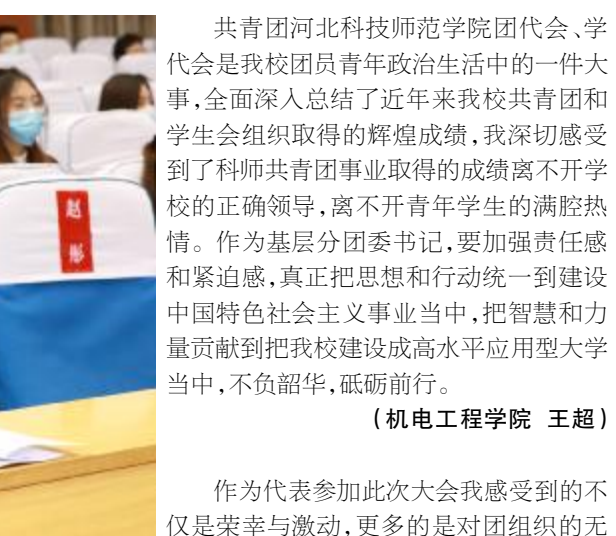 赵
彤
共青团河北科技师范学院团代会、学
代会是我校团员青年政治生活中的一件大
事,全面深入总结了近年来我校共青团和
学生会组织取得的辉煌成绩,我深切感受
到了科师共青团事业取得的成绩离不开学
校的正确领导,离不开青年学生的满腔热
情。作为基层分团委书记,要加强责任感
和紧迫感,真正把思想和行动统一到建设
中国特色社会主义事业当中,把智慧和力
量贡献到把我校建设成高水平应用型大学
当中,不负韶华,砥砺前行。
(机电工程学院 王超)
作为代表参加此次大会我感受到的不
仅是荣幸与激动,更多的是对团组织的无